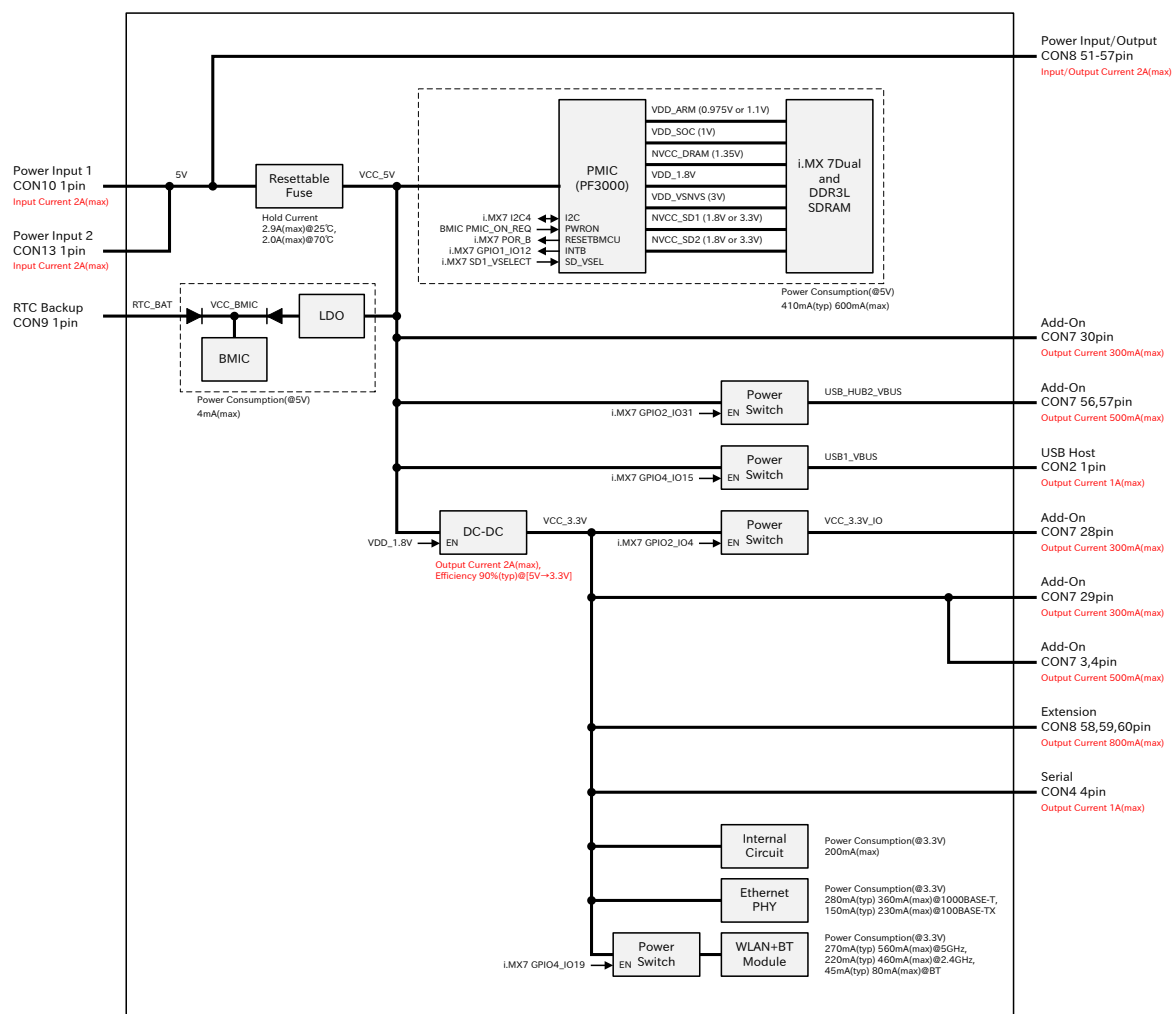 Power Input/Output
CON8 51-57pin
Input/Output Current 2A(max)
Power Input 1
CON10 1pin
Input Current 2A(max)
Power Input 2
CON13 1pin
Input Current 2A(max)
RTC Backup
CON9 1pin
5V
Resettable
Fuse
Hold Current
2.9A(max)@25℃,
2.0A(max)@70℃
VCC_5V
PMIC
(PF3000)
i.MX7 I2C4
I2C
BMIC PMIC_ON_REQ
PWRON
i.MX7 POR_B
RESETBMCU
i.MX7 GPIO1_IO12
INTB
i.MX7 SD1_VSELECT
SD_VSEL
VDD_ARM (0.975V or 1.1V)
VDD_SOC (1V)
NVCC_DRAM (1.35V)
VDD_1.8V
VDD_VSNVS (3V)
NVCC_SD1 (1.8V or 3.3V)
NVCC_SD2 (1.8V or 3.3V)
i.MX 7Dual
and
DDR3L
SDRAM
Power Consumption(@5V)
410mA(typ) 600mA(max)
RTC_BAT
VCC_BMIC
LDO
BMIC
Power Consumption(@5V)
4mA(max)
Add-On
CON7 30pin
Output Current 300mA(max)
i.MX7 GPIO2_IO31
EN
Power
Switch
USB_HUB2_VBUS
Add-On
CON7 56,57pin
Output Current 500mA(max)
i.MX7 GPIO4_IO15
EN
Power
Switch
USB1_VBUS
USB Host
CON2 1pin
Output Current 1A(max)
VDD_1.8V
EN
DC-DC
Output Current 2A(max),
Efficiency 90%(typ)@[5V→3.3V]
VCC_3.3V
i.MX7 GPIO2_IO4
EN
Power
Switch
VCC_3.3V_IO
Add-On
CON7 28pin
Output Current 300mA(max)
Add-On
CON7 29pin
Output Current 300mA(max)
Add-On
CON7 3,4pin
Output Current 500mA(max)
Extension
CON8 58,59,60pin
Output Current 800mA(max)
Serial
CON4 4pin
Output Current 1A(max)
Internal
Circuit
Power Consumption(@3.3V)
200mA(max)
Ethernet
PHY
Power Consumption(@3.3V)
280mA(typ) 360mA(max)@1000BASE-T,
150mA(typ) 230mA(max)@100BASE-TX
i.MX7 GPIO4_IO19
EN
Power
Switch
WLAN+BT
Module
Power Consumption(@3.3V)
270mA(typ) 560mA(max)@5GHz,
220mA(typ) 460mA(max)@2.4GHz,
45mA(typ) 80mA(max)@BT